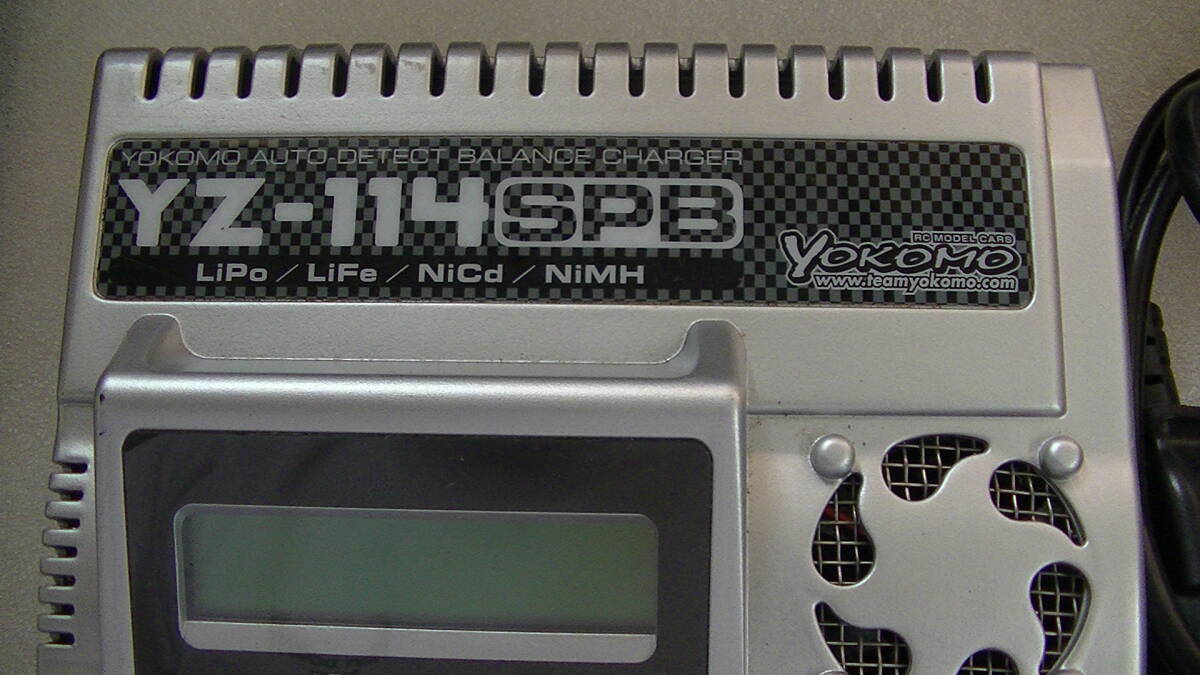 YOKOMO AUTO-DETECT BALANCE CHARGER
YZ-114SPB
LiPo / LiFe / NiCd / NiMH
RC MODEL CARS
YOKOMO
www.teamyokomo.com